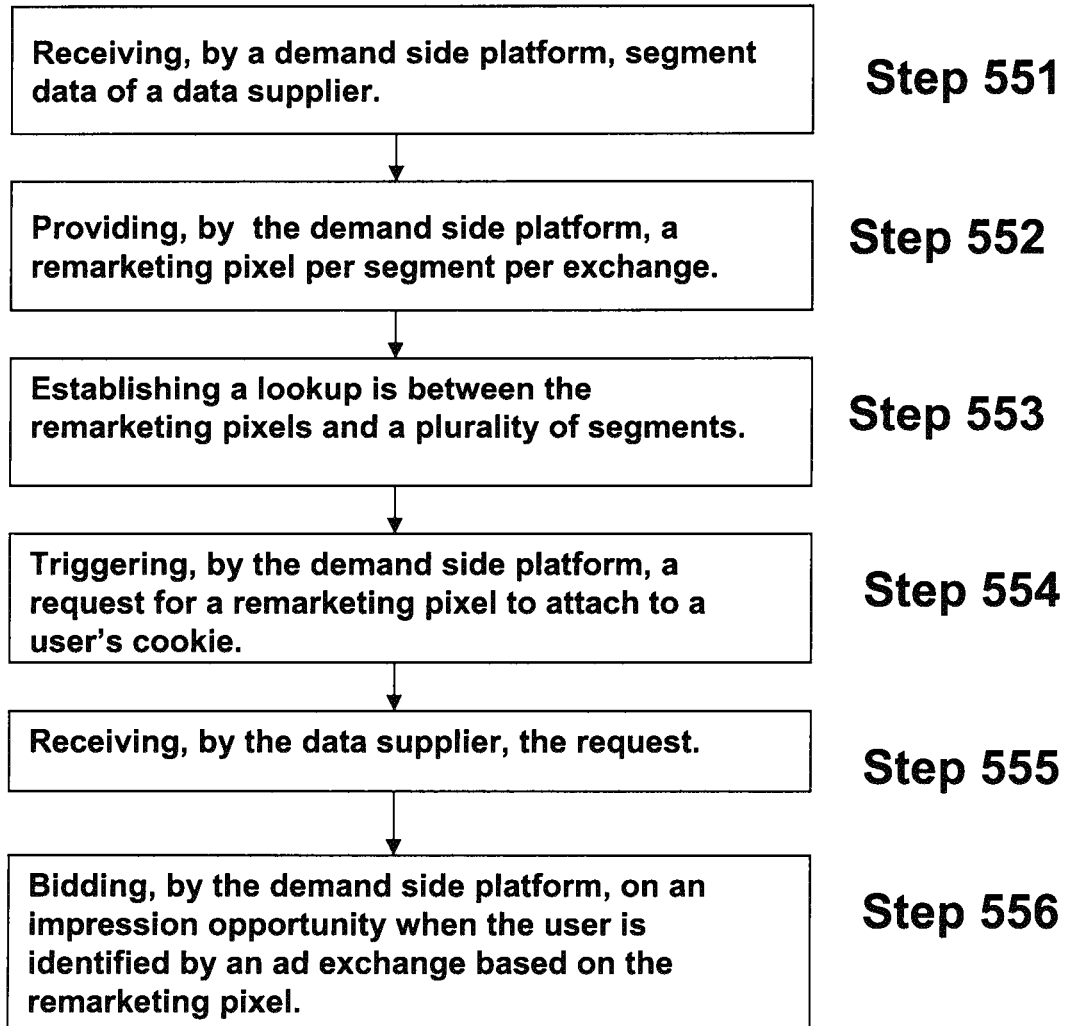 Receiving, by a demand side platform, segment
data of a data supplier.
Step 551
Providing, by the demand side platform, a
remarketing pixel per segment per exchange.
Step 552
Establishing a lookup is between the
remarketing pixels and a plurality of segments.
Step 553
Triggering, by the demand side platform, a
request for a remarketing pixel to attach to a
user's cookie.
Step 554
Receiving, by the data supplier, the request.
Step 555
Bidding, by the demand side platform, on an
impression opportunity when the user is
identified by an ad exchange based on the
remarketing pixel.
Step 556